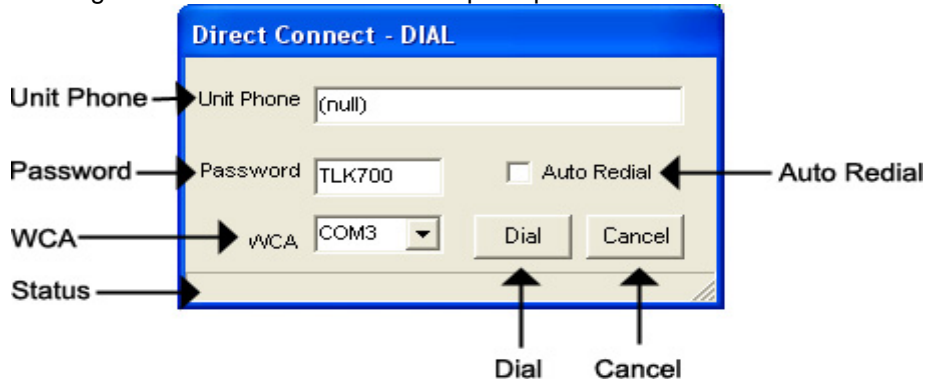 Direct Connect - DIAL
Unit Phone Unit Phone (null)
Password Password TLK700 Auto Redial Auto Redial
WCA WCA COM3 Dial Cancel
Status
Dial Cancel